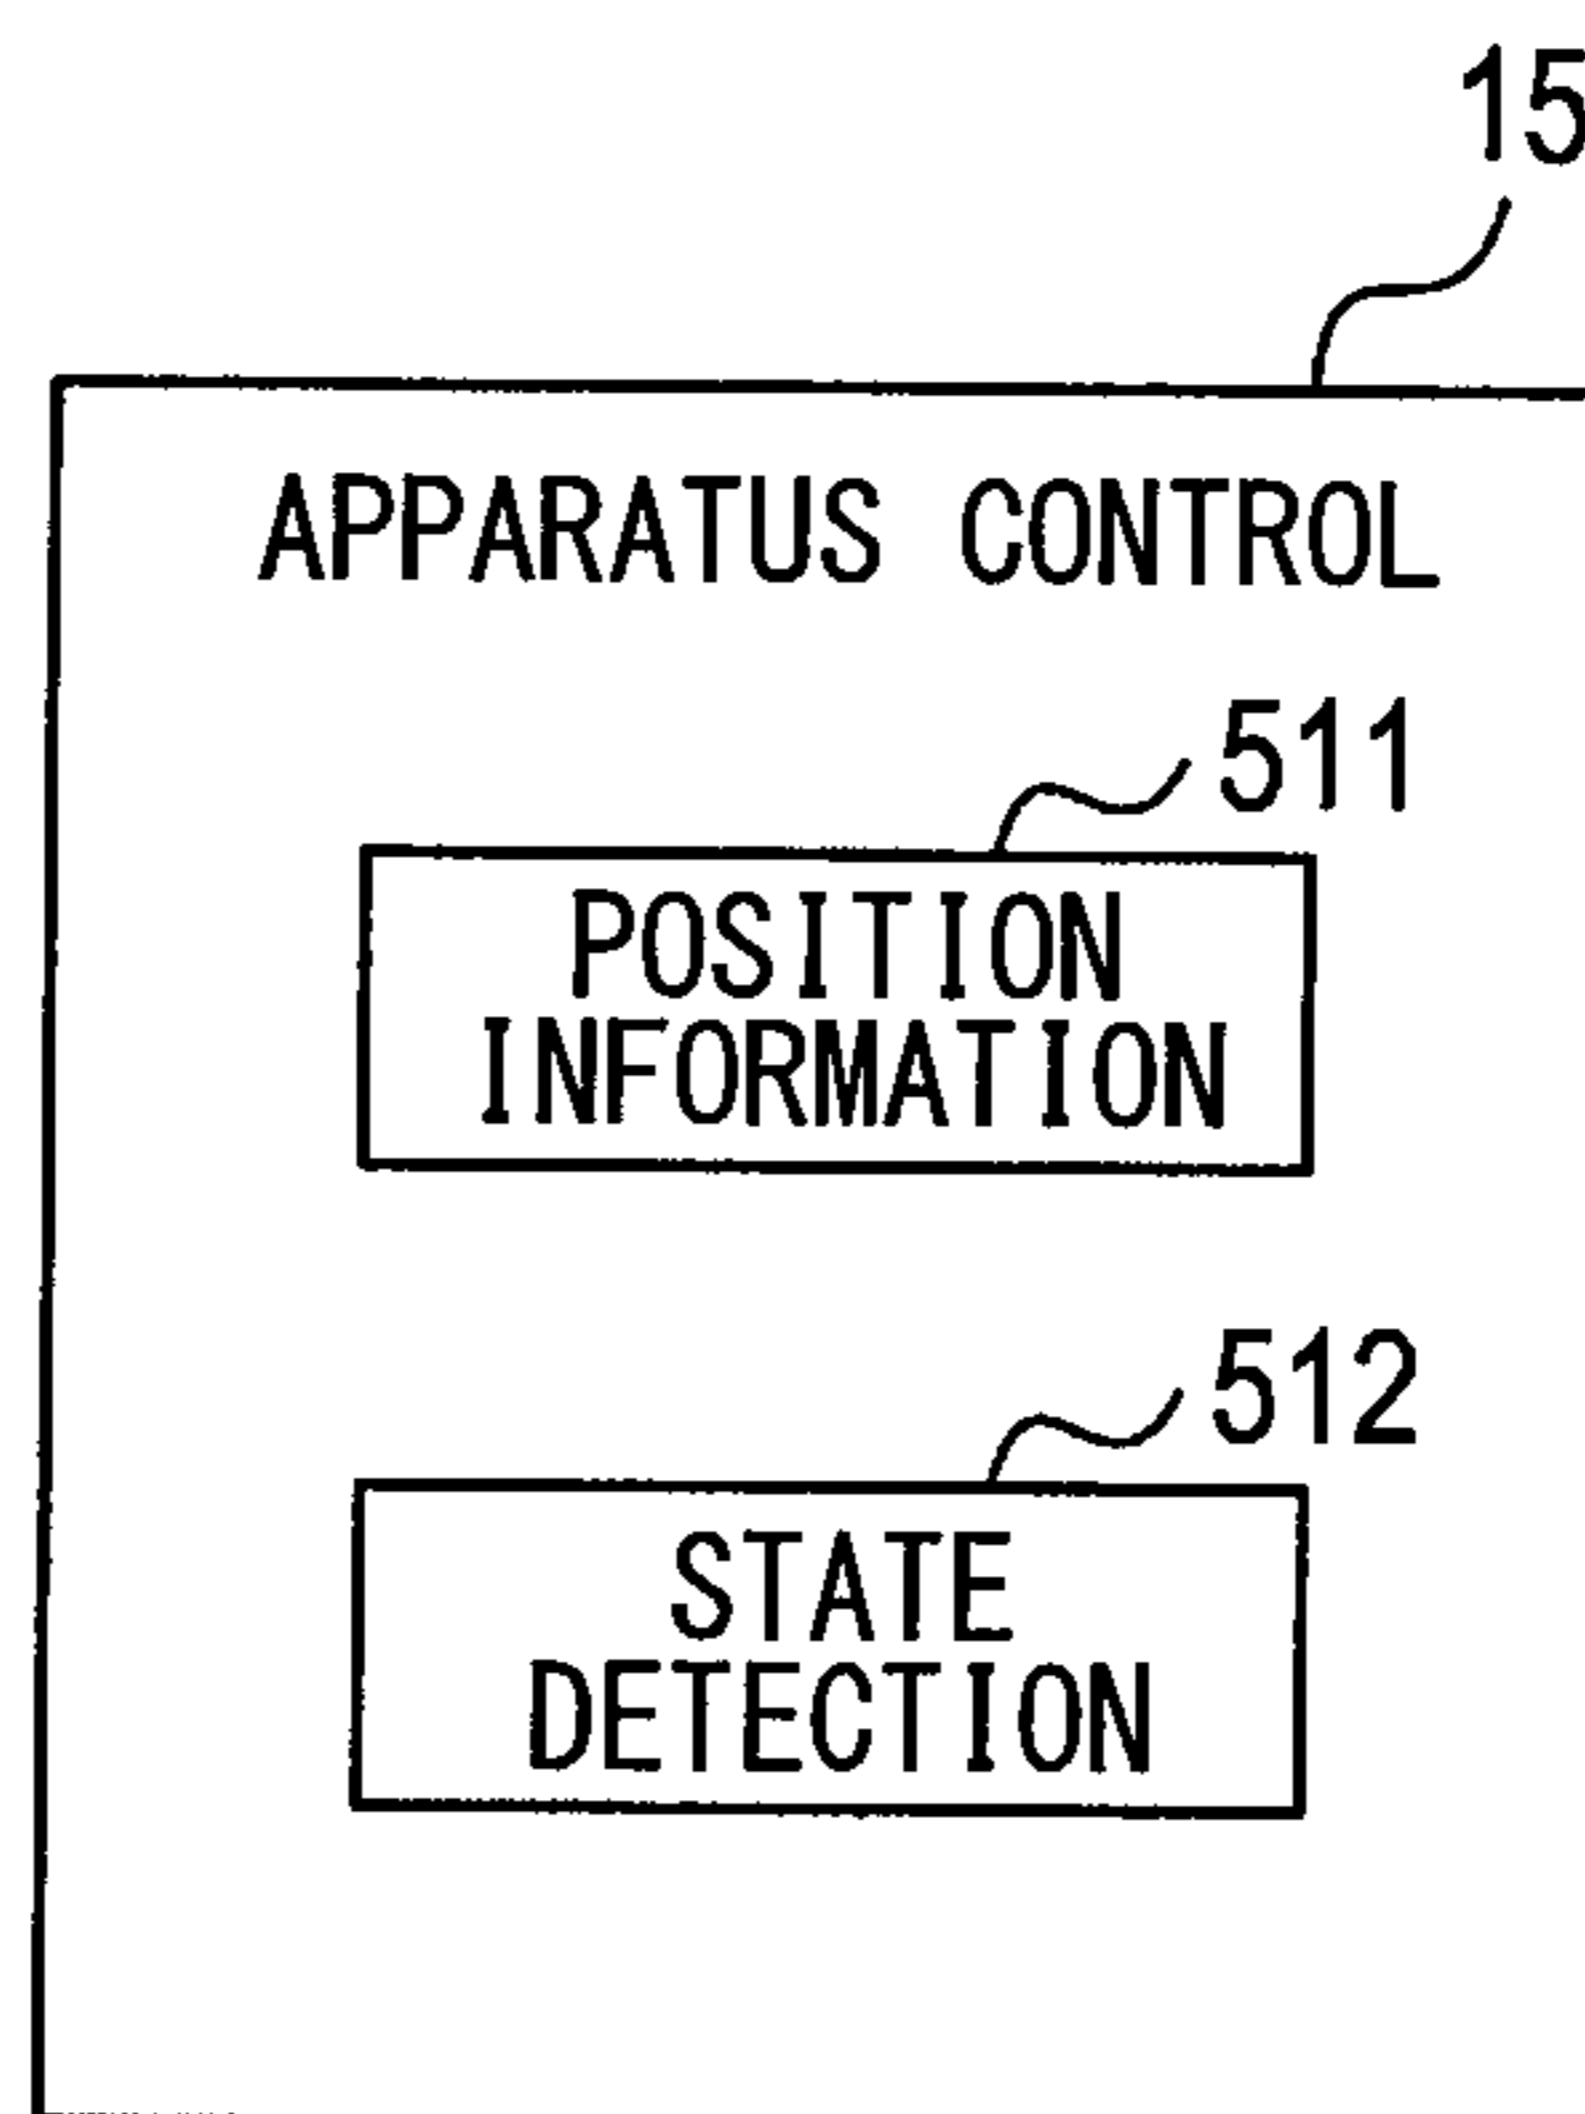 15
APPARATUS CONTROL
511
POSITION
INFORMATION
512
STATE
DETECTION